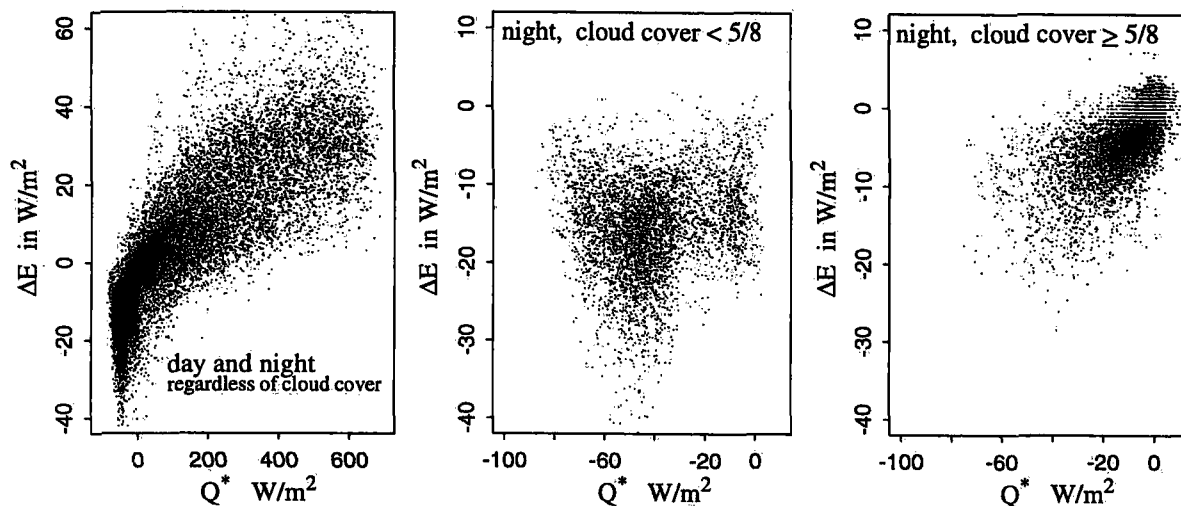 ΔE in W/m²
60
40
20
0
-20
-40
0 200 400 600
Q* W/m²
day and night
regardless of cloud cover
ΔE in W/m²
10
0
-10
-20
-30
-40
-100 -60 -20 0
Q* W/m²
night, cloud cover < 5/8
ΔE in W/m²
10
0
-10
-20
-30
-40
-100 -60 -20 0
Q* W/m²
night, cloud cover ≥ 5/8